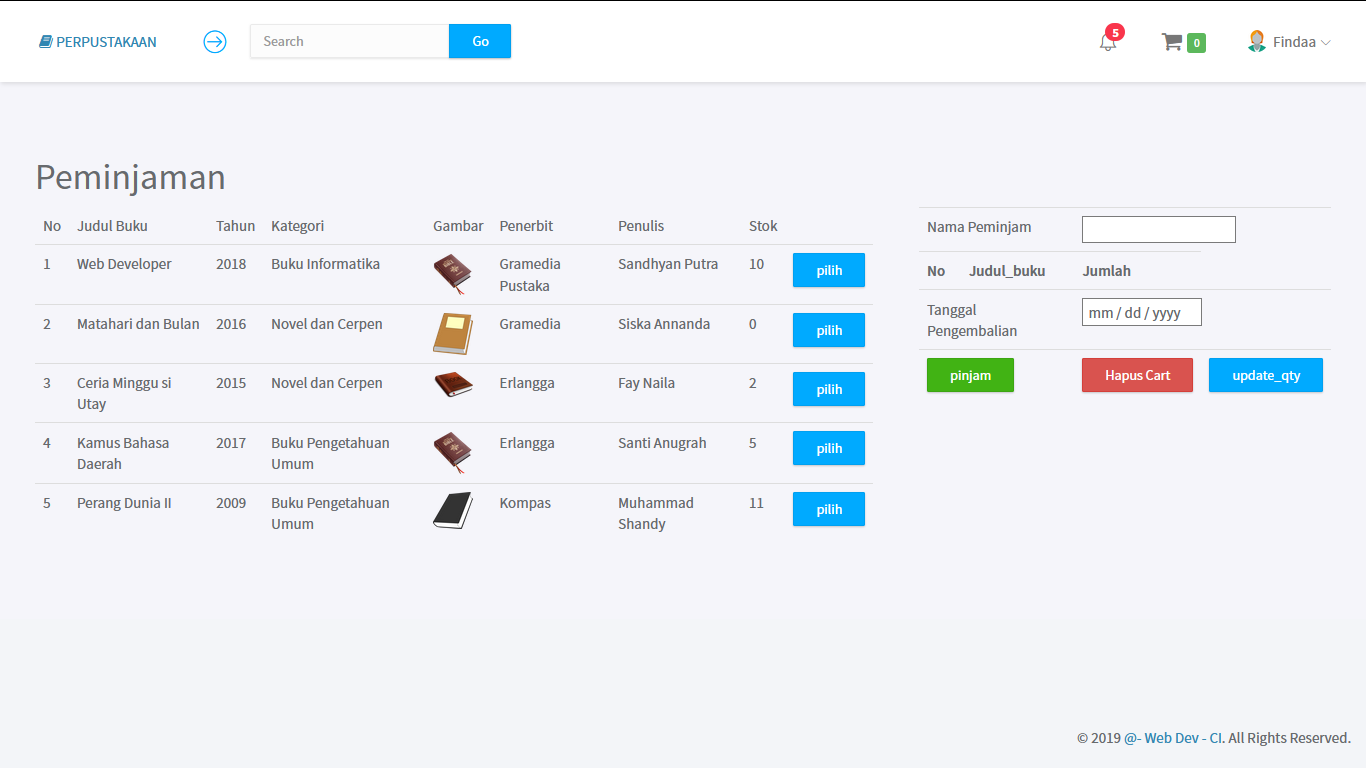 PERPUSTAKAAN
Search
Go
5
0
Findaa
Peminjaman
No Judul Buku Tahun Kategori Gambar Penerbit Penulis Stok
1 Web Developer 2018 Buku Informatika Gramedia Pustaka Sandhyan Putra 10 pilih
2 Matahari dan Bulan 2016 Novel dan Cerpen Gramedia Siska Annanda 0 pilih
3 Ceria Minggu si Utay 2015 Novel dan Cerpen Erlangga Fay Naila 2 pilih
4 Kamus Bahasa Daerah 2017 Buku Pengetahuan Umum Erlangga Santi Anugrah 5 pilih
5 Perang Dunia II 2009 Buku Pengetahuan Umum Kompas Muhammad Shandy 11 pilih
Nama Peminjam
No Judul_buku Jumlah
Tanggal Pengembalian mm / dd / yyyy
pinjam Hapus Cart update_qty
© 2019 @- Web Dev - CI. All Rights Reserved.